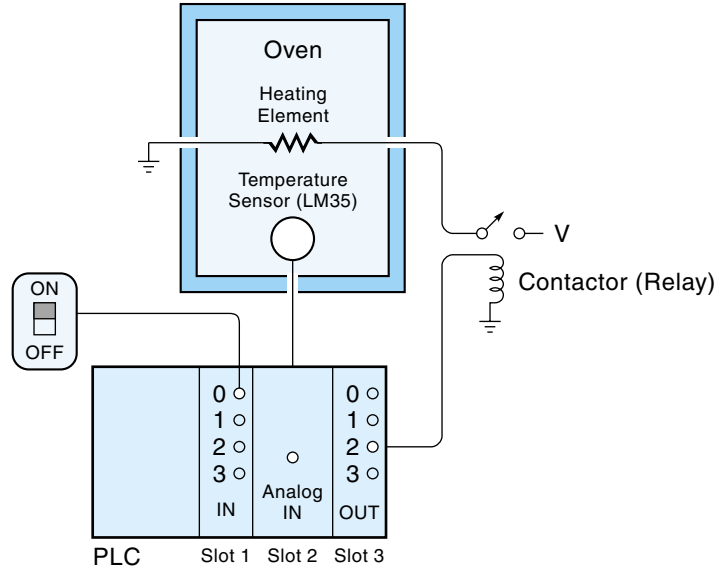 Oven
Heating
Element
Temperature
Sensor (LM35)
V
Contactor (Relay)
ON
OFF
0
1
2
3
IN
Analog
IN
0
1
2
3
OUT
PLC
Slot 1
Slot 2
Slot 3